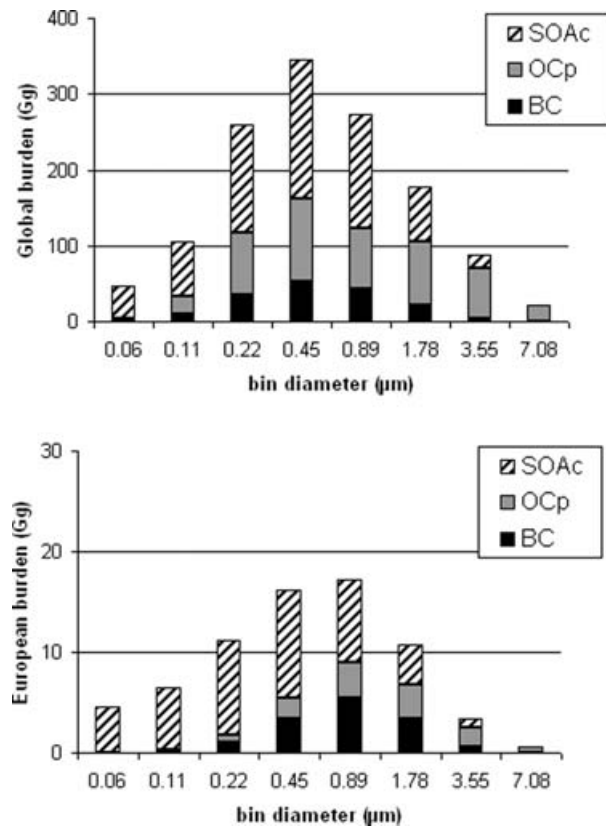 400
300
200
100
0
Global burden (Gg)
SOAc
OCp
BC
0.06 0.11 0.22 0.45 0.89 1.78 3.55 7.08
bin diameter (µm)
30
20
10
0
European burden (Gg)
SOAc
OCp
BC
0.06 0.11 0.22 0.45 0.89 1.78 3.55 7.08
bin diameter (µm)